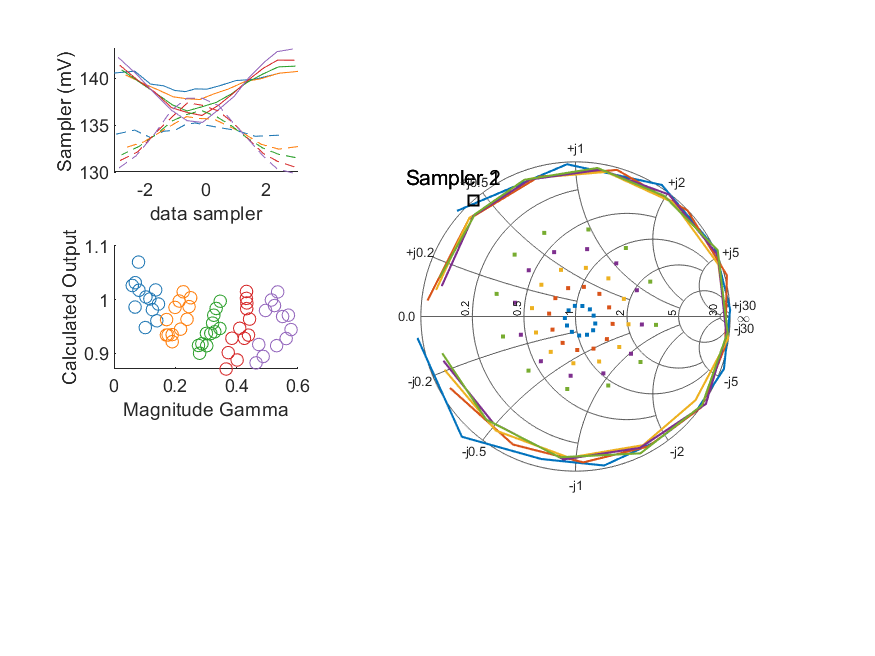 Sampler (mV)
140
135
130
-2
0
2
data sampler
Calculated Output
1.1
1
0.9
0
0.2
0.4
0.6
Magnitude Gamma
+j1
+j2
+j5
+j30
∞
-j30
-j5
-j2
-j1
-j0.5
-j0.2
0.0
+j0.2
0.2
0.5
1
2
5
30